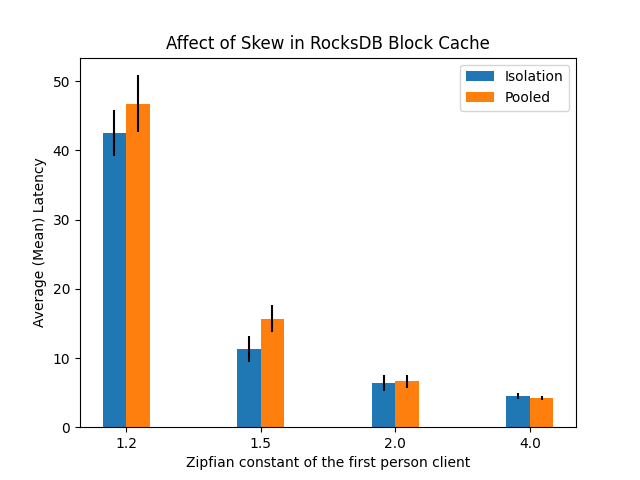 Affect of Skew in RocksDB Block Cache
Isolation
Pooled
Average (Mean) Latency
50
40
30
20
10
0
1.2 1.5 2.0 4.0
Zipfian constant of the first person client